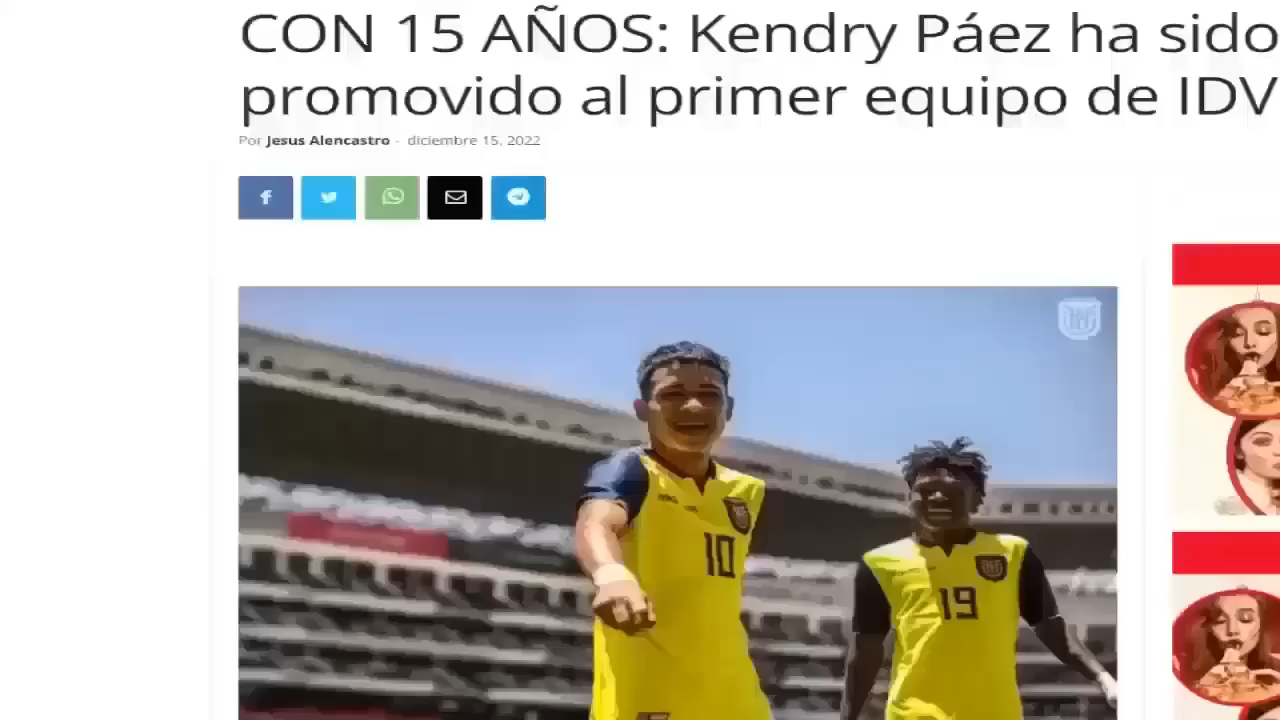 CON 15 AÑOS: Kendry Páez ha sido
promovido al primer equipo de IDV
Por Jesus Alencastro - diciembre 15, 2022
10
19